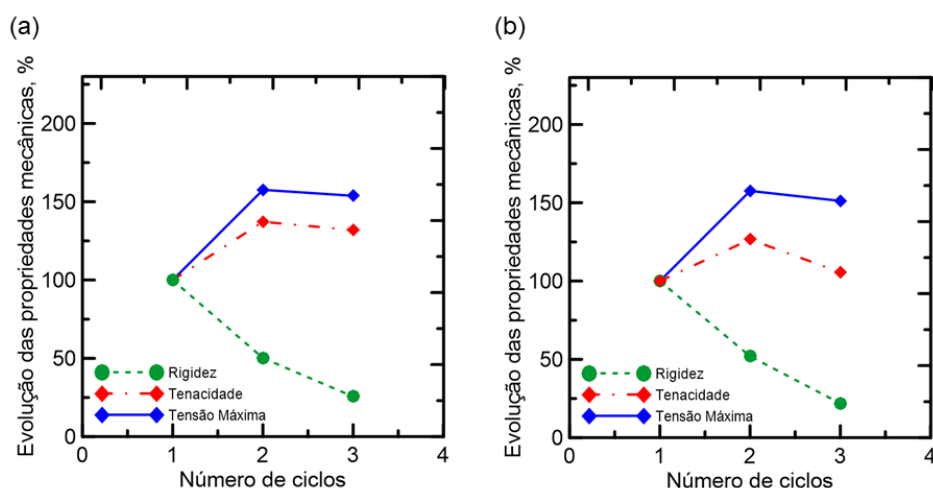 (a)
Evolução das propriedades mecânicas, %
200
150
100
50
0
Rigidez
Tenacidade
Tensão Máxima
0 1 2 3 4
Número de ciclos
(b)
Evolução das propriedades mecânicas, %
200
150
100
50
0
Rigidez
Tenacidade
Tensão Máxima
0 1 2 3 4
Número de ciclos